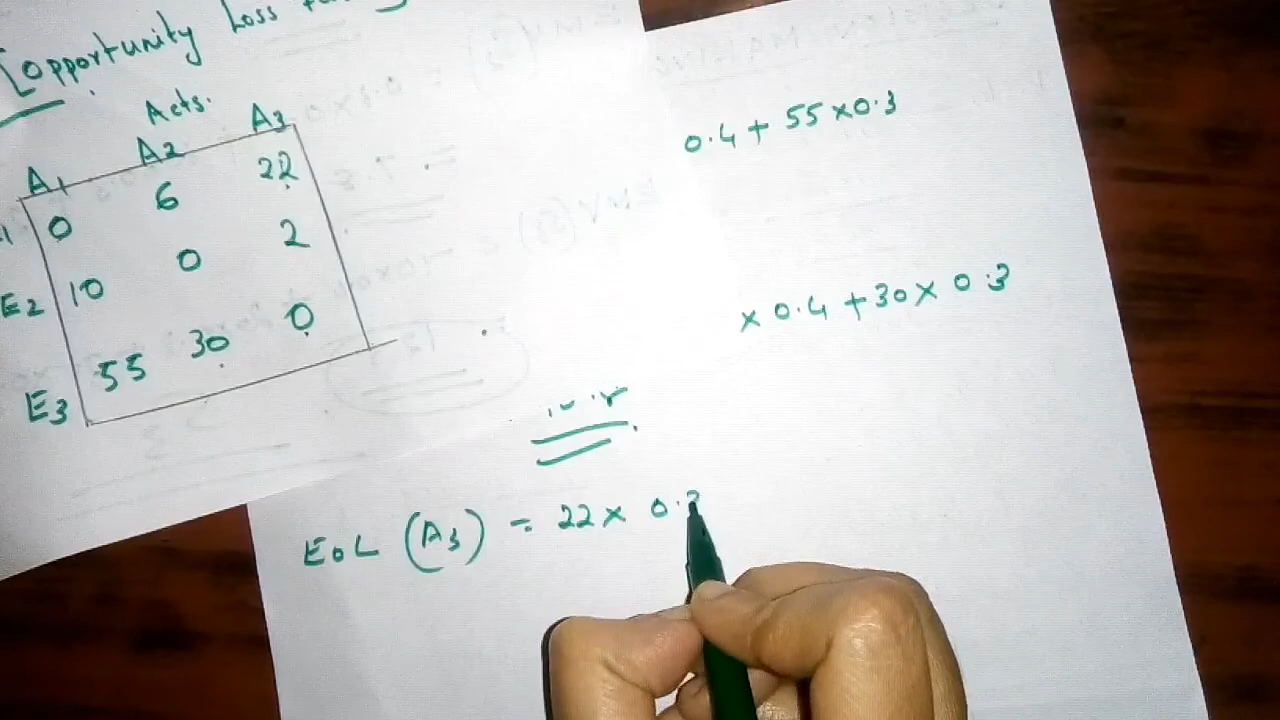 Opportunity Loss
Acts.
A1 A2 A3
0 6 22
E2 10 0 2
E3 55 30 0
0.4 + 55 x 0.3
x 0.4 + 30 x 0.3
EOL (A3) = 22 x 0.